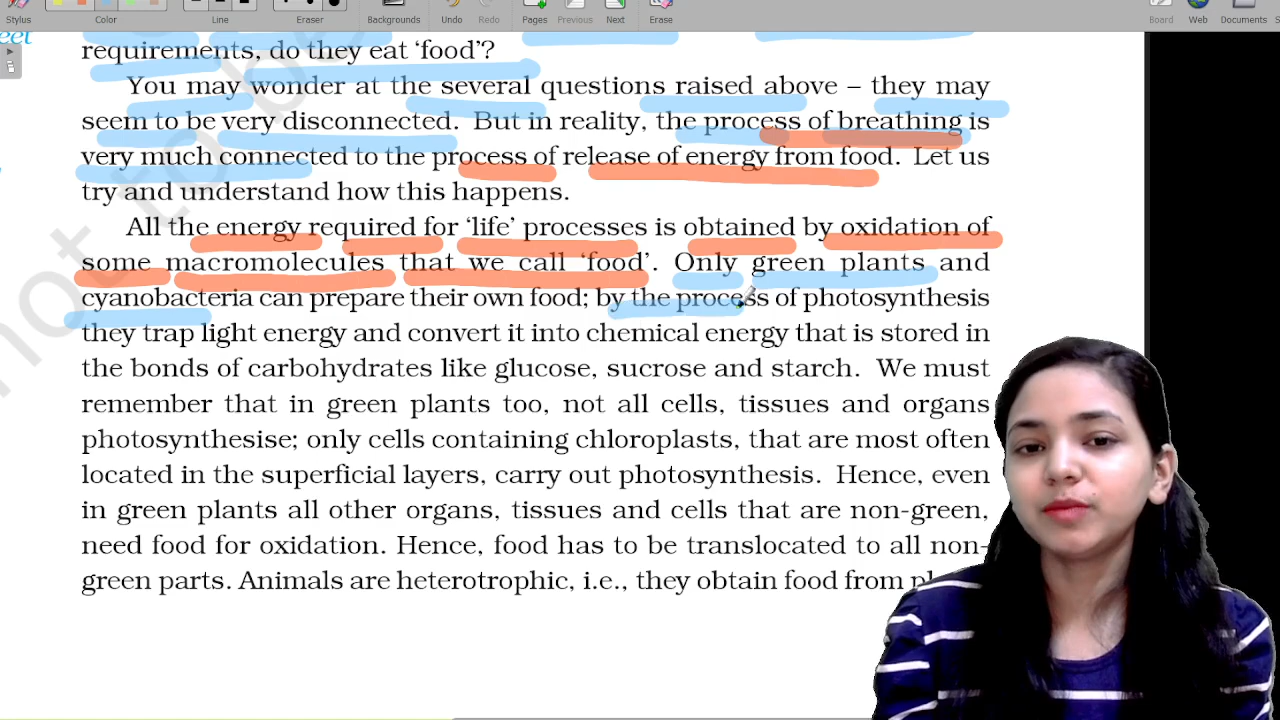 Stylus Color Line Eraser Backgrounds Undo Redo Pages Previous Next Erase Board Web Documents
eet
requirements, do they eat ‘food’?
You may wonder at the several questions raised above – they may
seem to be very disconnected. But in reality, the process of breathing is
very much connected to the process of release of energy from food. Let us
try and understand how this happens.
All the energy required for ‘life’ processes is obtained by oxidation of
some macromolecules that we call ‘food’. Only green plants and
cyanobacteria can prepare their own food; by the process of photosynthesis
they trap light energy and convert it into chemical energy that is stored in
the bonds of carbohydrates like glucose, sucrose and starch. We must
remember that in green plants too, not all cells, tissues and organs
photosynthesise; only cells containing chloroplasts, that are most often
located in the superficial layers, carry out photosynthesis. Hence, even
in green plants all other organs, tissues and cells that are non-green,
need food for oxidation. Hence, food has to be translocated to all non-
green parts. Animals are heterotrophic, i.e., they obtain food from
not to be